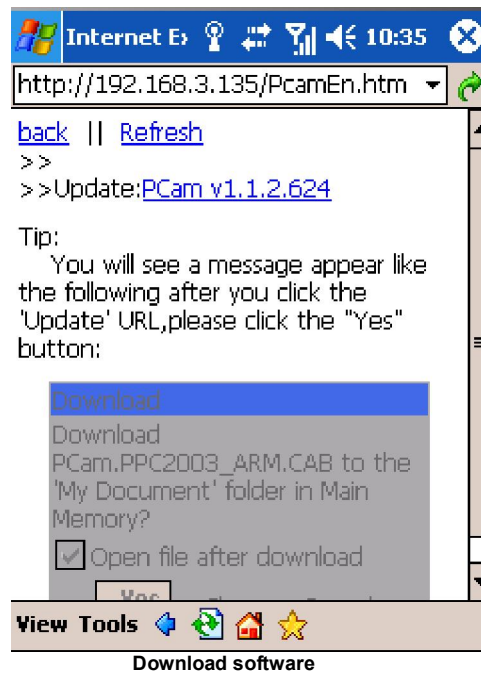 Internet E
10:35
http://192.168.3.135/PcamEn.htm
back || Refresh
>>
>>Update:PCam v1.1.2.624
Tip:
You will see a message appear like
the following after you click the
'Update' URL,please click the "Yes"
button:
Download
Download
PCam.PPC2003_ARM.CAB to the
'My Document' folder in Main
Memory?
Open file after download
Yes
View Tools
Download software